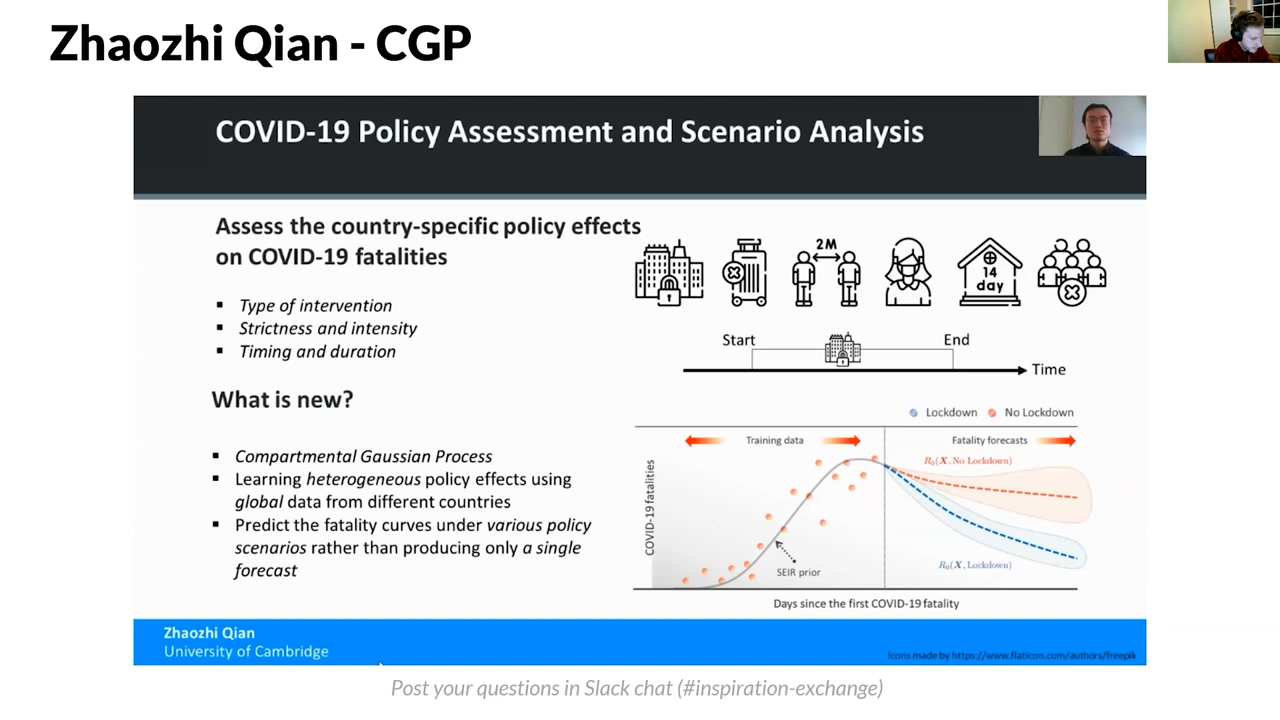 Zhaozhi Qian - CGP
COVID-19 Policy Assessment and Scenario Analysis
Assess the country-specific policy effects
on COVID-19 fatalities
▪ Type of intervention
▪ Strictness and intensity
▪ Timing and duration
What is new?
▪ Compartmental Gaussian Process
▪ Learning heterogeneous policy effects using
global data from different countries
▪ Predict the fatality curves under various policy
scenarios rather than producing only a single
forecast
2M
14
day
Start
End
Time
Lockdown
No Lockdown
Training data
Fatality forecasts
R₀(X, No Lockdown)
COVID-19 fatalities
SEIR prior
R₀(X, Lockdown)
Days since the first COVID-19 fatality
Zhaozhi Qian
University of Cambridge
Icons made by https://www.flaticon.com/authors/freepik
Post your questions in Slack chat (#inspiration-exchange)